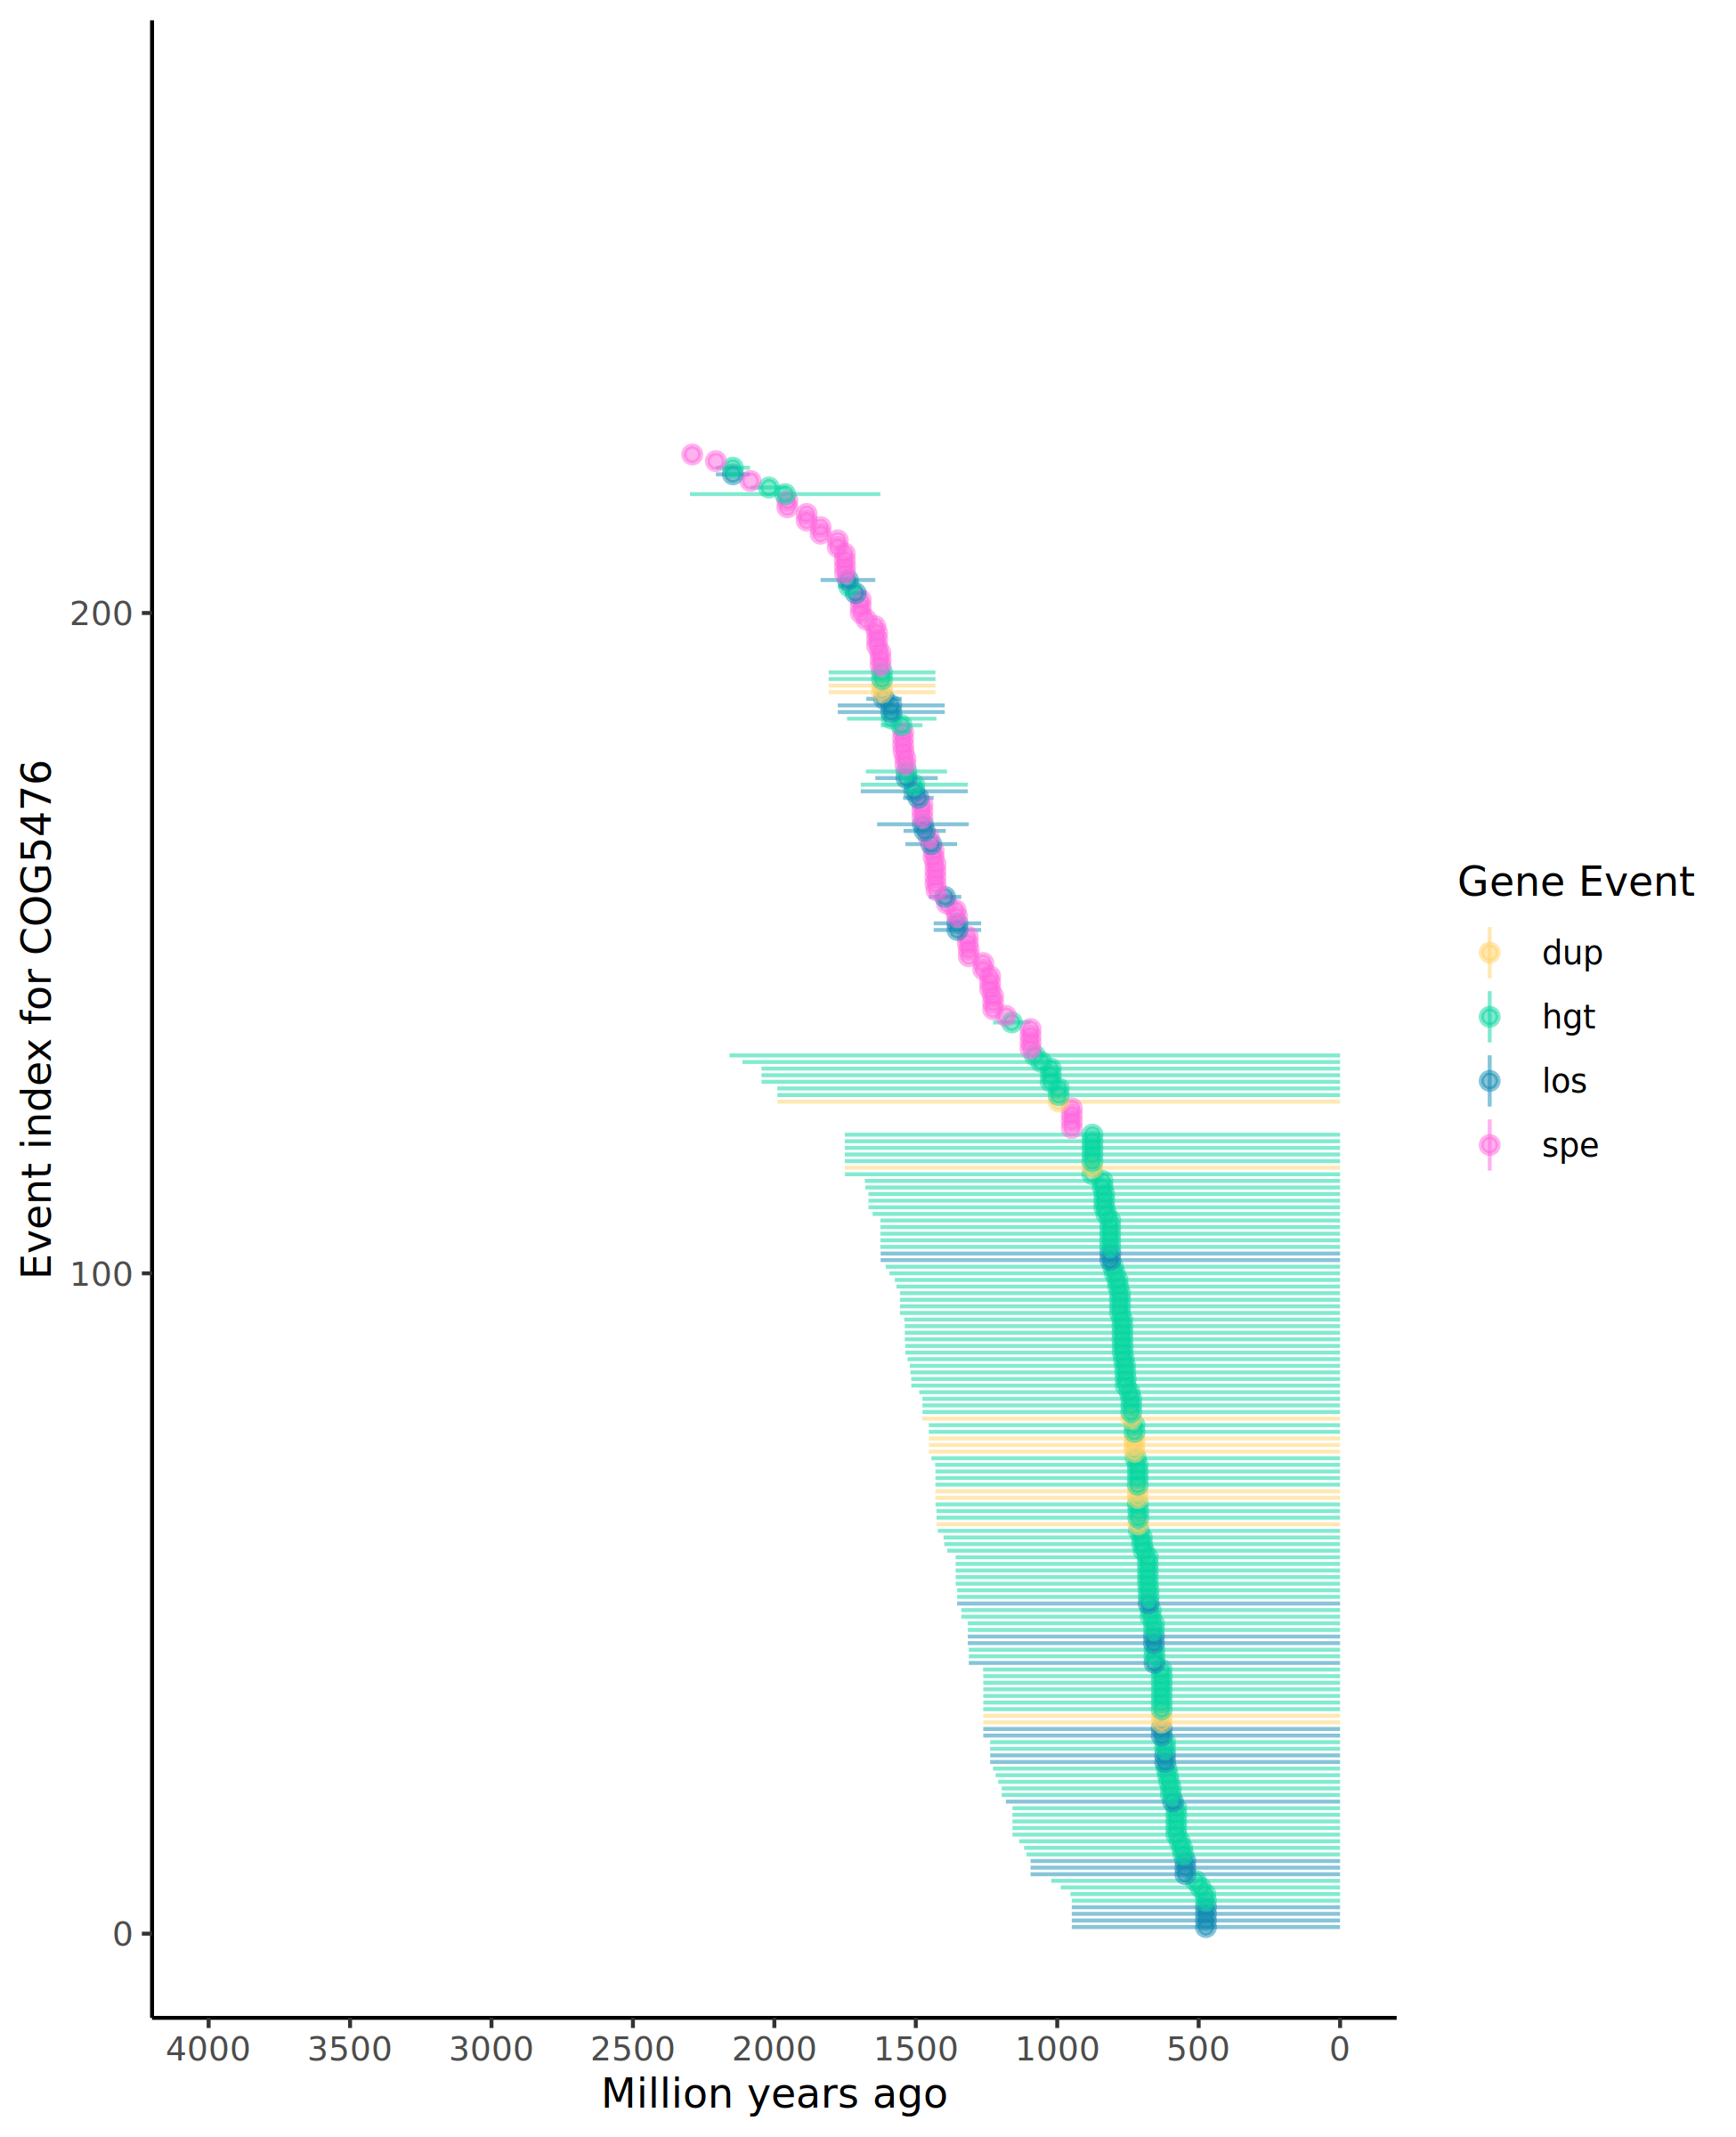 Event index for COG5476
200
100
0
4000 3500 3000 2500 2000 1500 1000 500 0
Million years ago
Gene Event
dup
hgt
los
spe